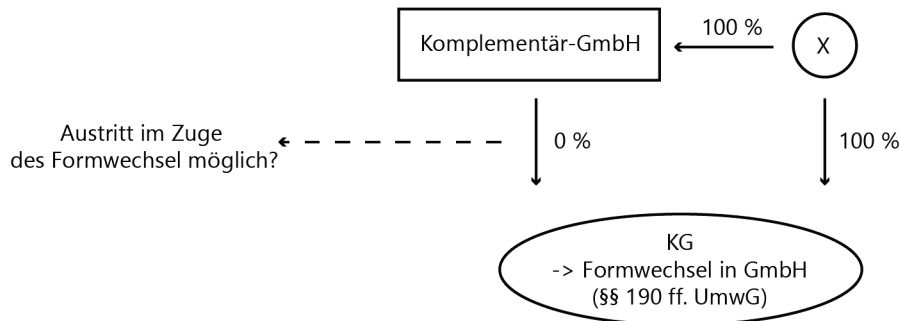 Komplementär-GmbH
100 %
X
Austritt im Zuge
des Formwechsel möglich?
0 %
100 %
KG
-> Formwechsel in GmbH
(§§ 190 ff. UmwG)